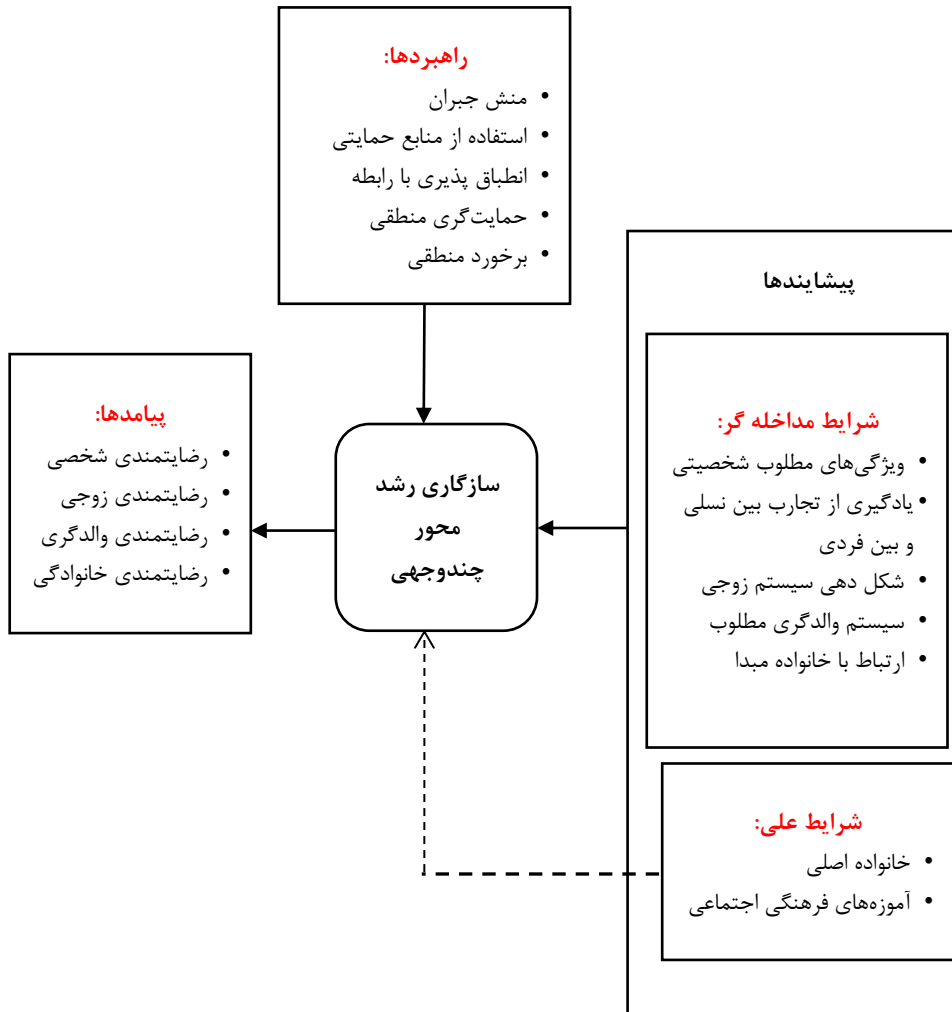 راهبردها:
• منش جبران
• استفاده از منابع حمایتی
• انطباق پذیری با رابطه
• حمایت‌گری منطقی
• برخورد منطقی
پیشایندها
شرایط مداخله گر:
• ویژگی‌های مطلوب شخصیتی
• یادگیری از تجارب بین نسلی
و بین فردی
• شکل دهی سیستم زوجی
• سیستم والدگری مطلوب
• ارتباط با خانواده مبدا
شرایط علی:
• خانواده اصلی
• آموزه‌های فرهنگی اجتماعی
سازگاری رشد
محور
چندوجهی
پیامدها:
• رضایتمندی شخصی
• رضایتمندی زوجی
• رضایتمندی والدگری
• رضایتمندی خانوادگی